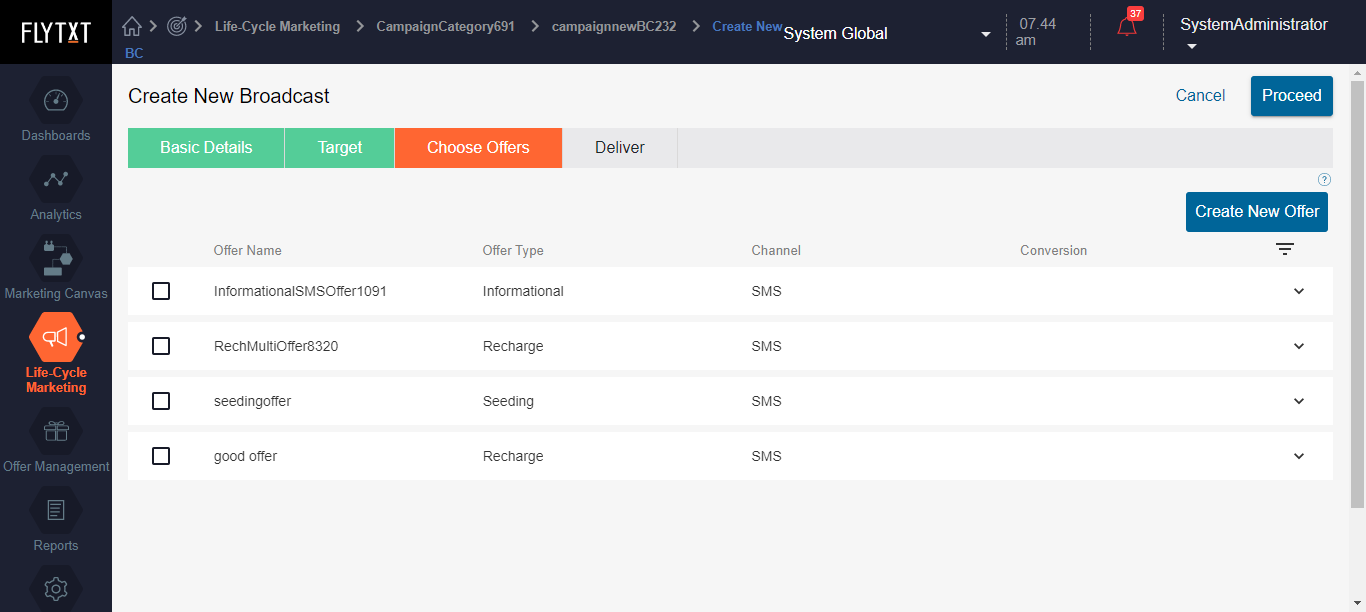 FLYTXT
Life-Cycle Marketing
CampaignCategory691
campaignnewBC232
Create New
BC
System Global
07.44
am
37
SystemAdministrator
Dashboards
Analytics
Marketing Canvas
Life-Cycle
Marketing
Offer Management
Reports
Create New Broadcast
Cancel
Proceed
Basic Details
Target
Choose Offers
Deliver
?
Create New Offer
Offer Name Offer Type Channel Conversion
InformationalSMSOffer1091 Informational SMS
RechMultiOffer8320 Recharge SMS
seedingoffer Seeding SMS
good offer Recharge SMS